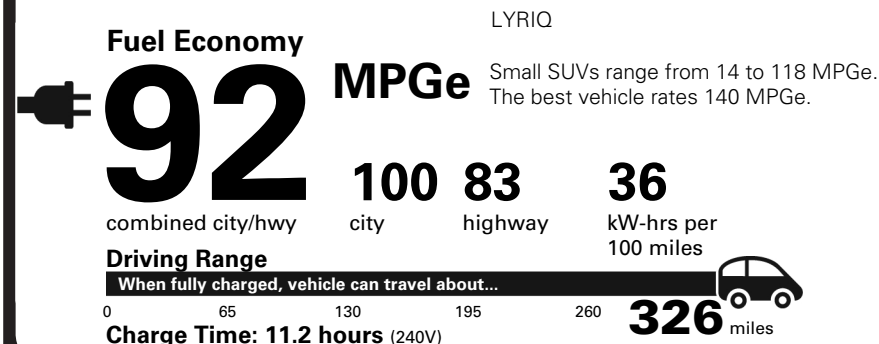 LYRIQ
Fuel Economy
92 MPGe
Small SUVs range from 14 to 118 MPGe.
The best vehicle rates 140 MPGe.
combined city/hwy
100
city
83
highway
36
kW-hrs per
100 miles
Driving Range
When fully charged, vehicle can travel about...
0 65 130 195 260 326 miles
Charge Time: 11.2 hours (240V)